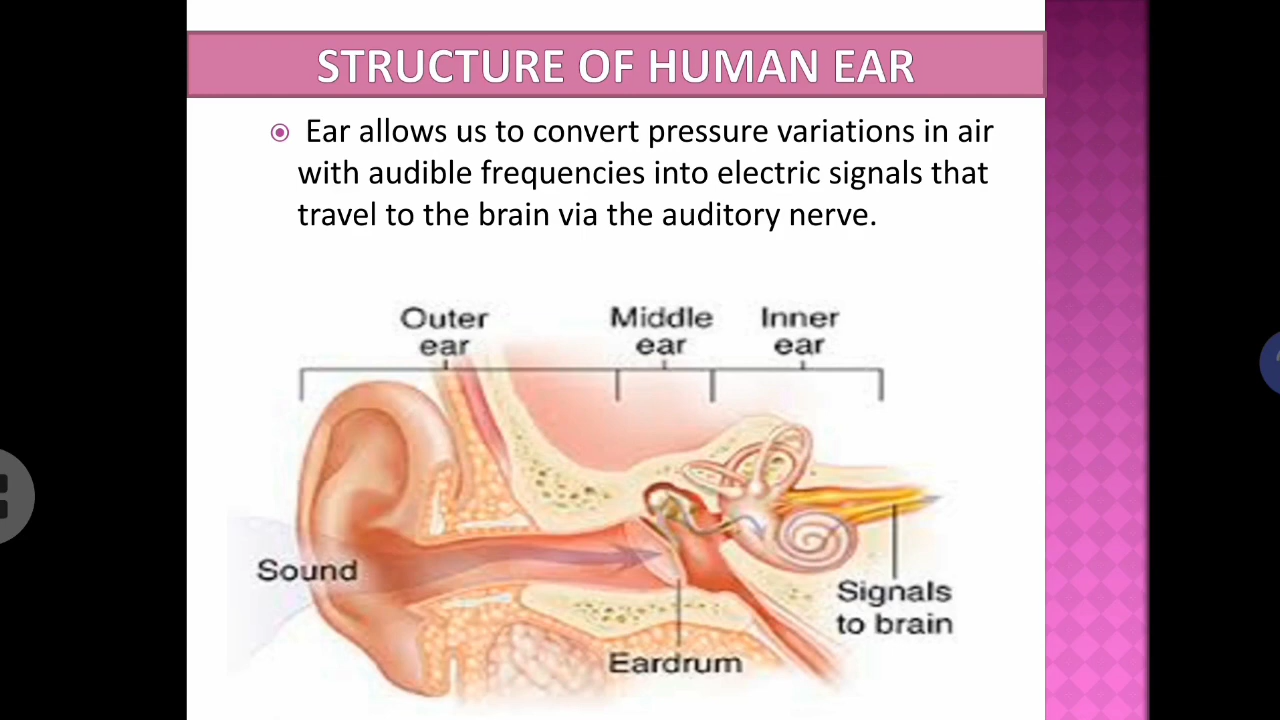 STRUCTURE OF HUMAN EAR
Ear allows us to convert pressure variations in air
with audible frequencies into electric signals that
travel to the brain via the auditory nerve.
Outer
ear
Middle
ear
Inner
ear
Sound
Signals
to brain
Eardrum